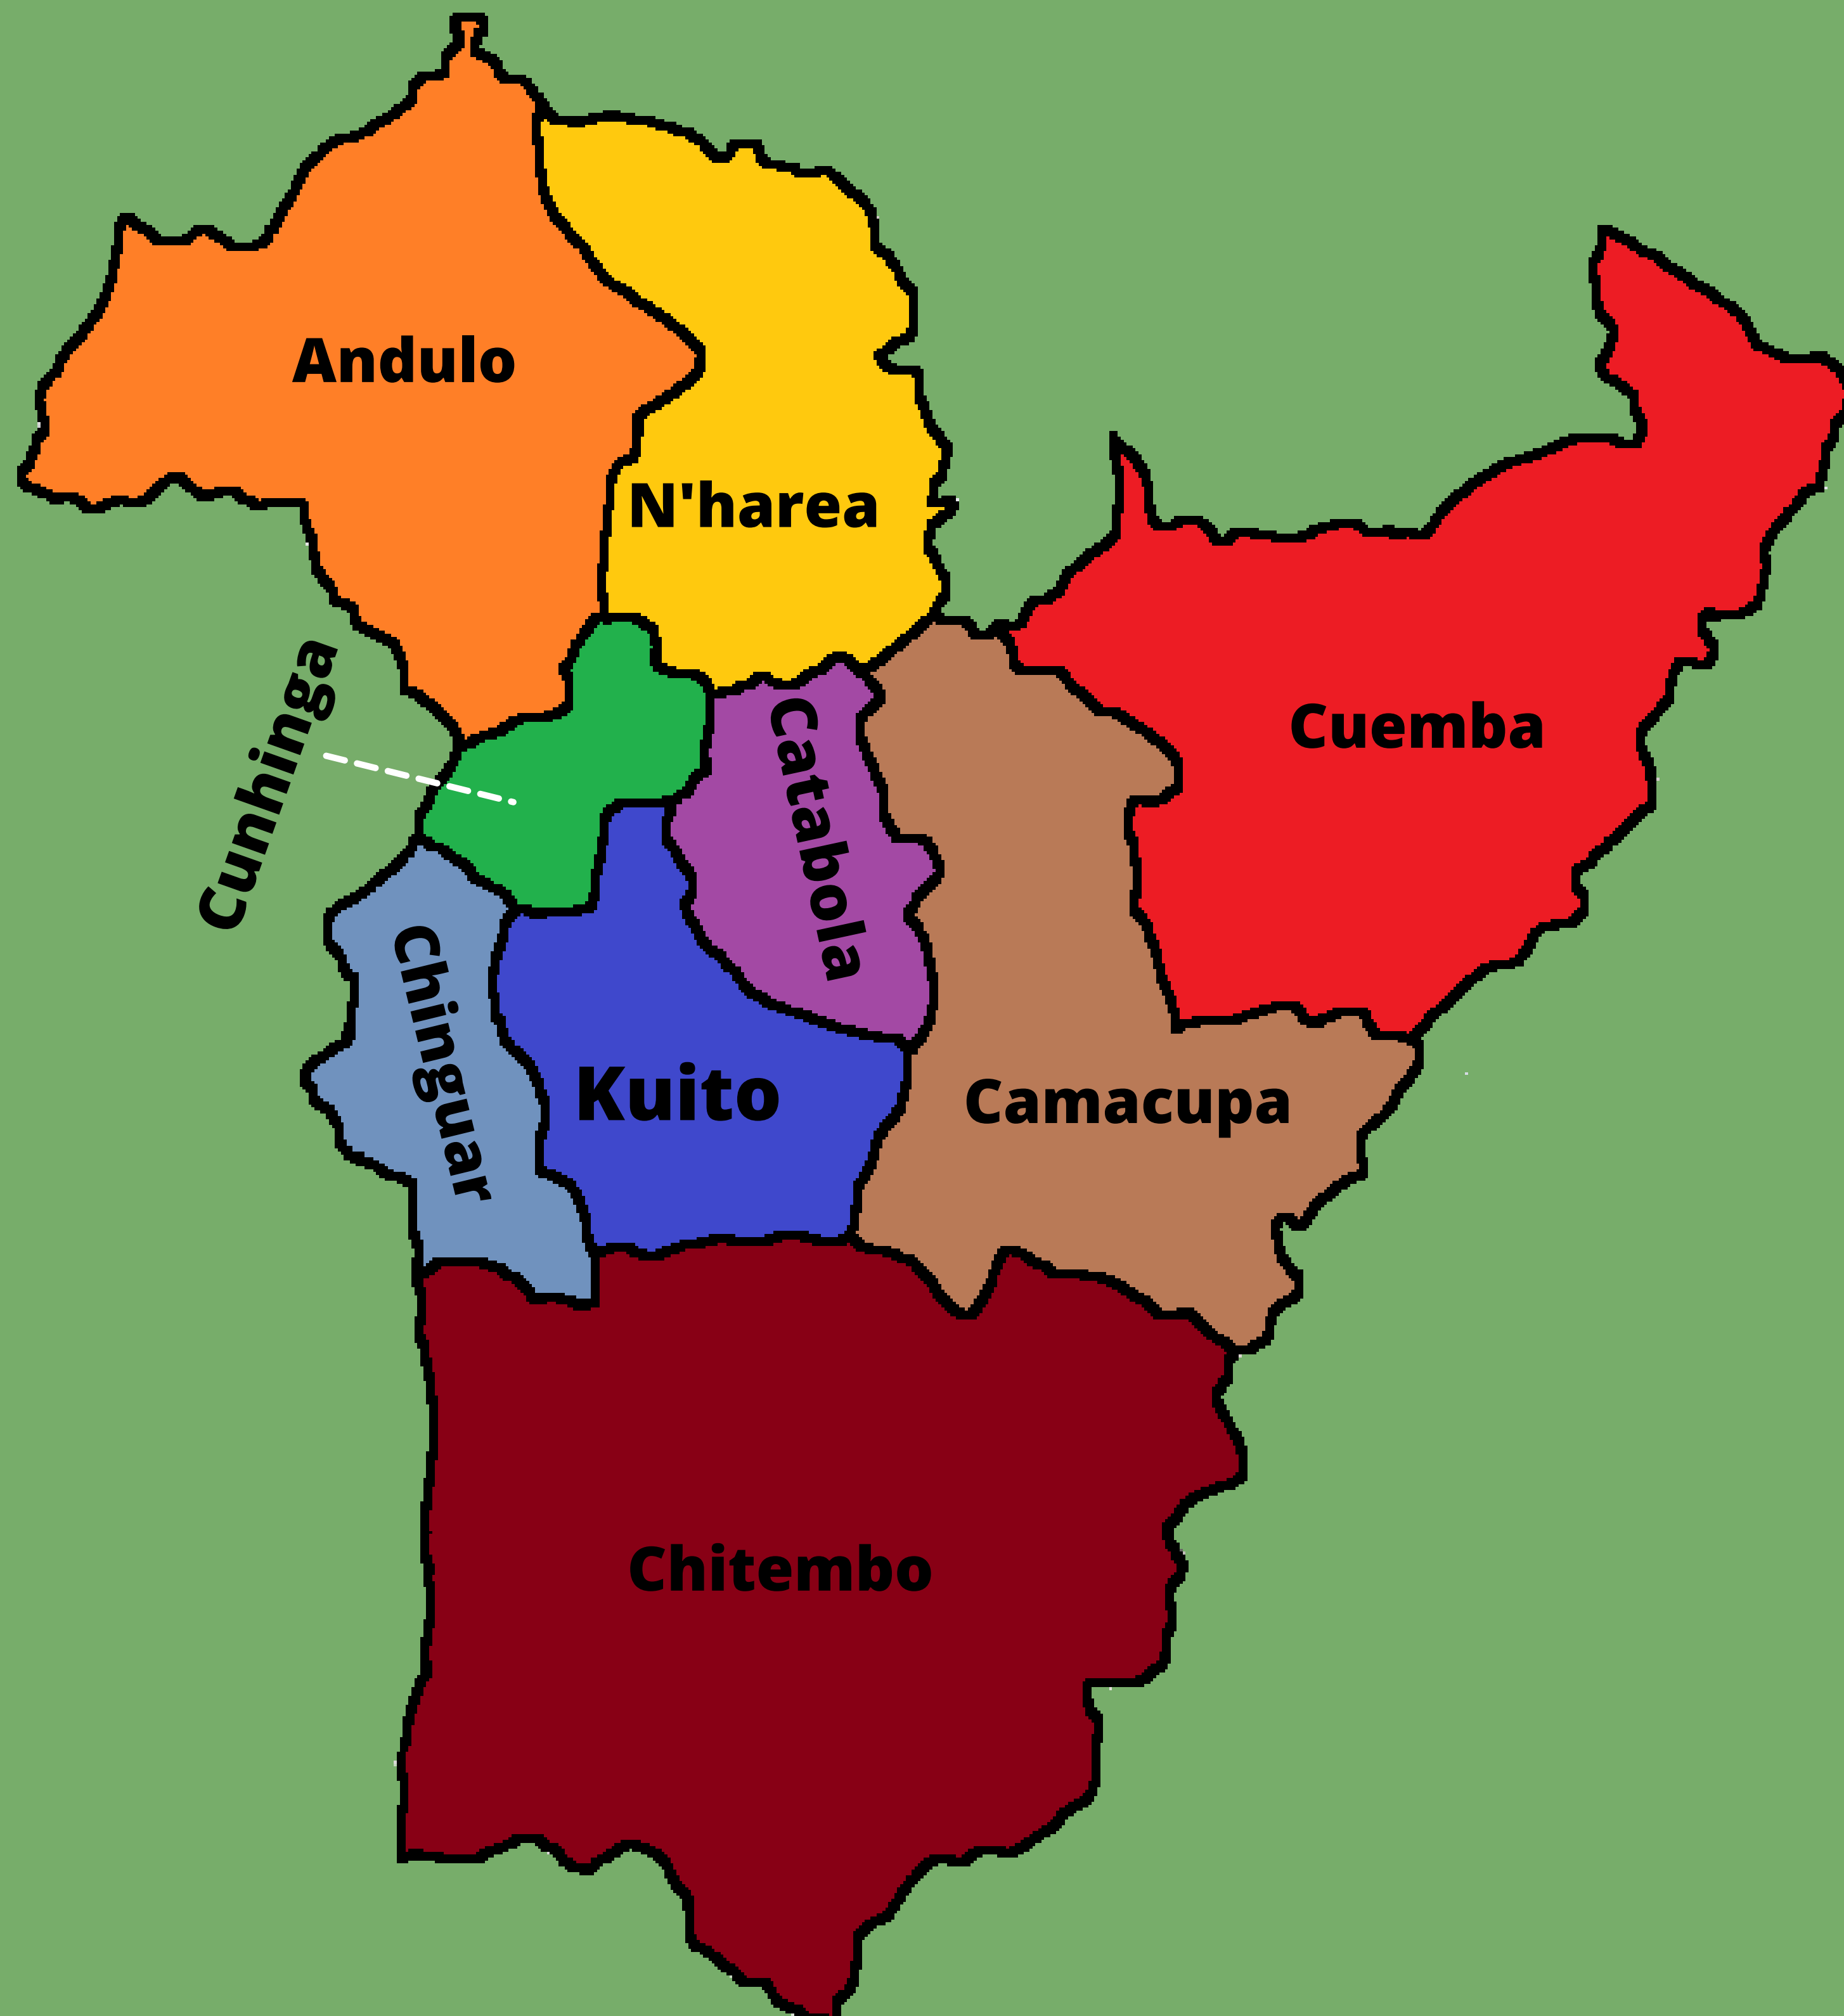 Andulo
N'harea
Cunhinga
Catabola
Cuemba
Chinguar
Kuito
Camacupa
Chitembo